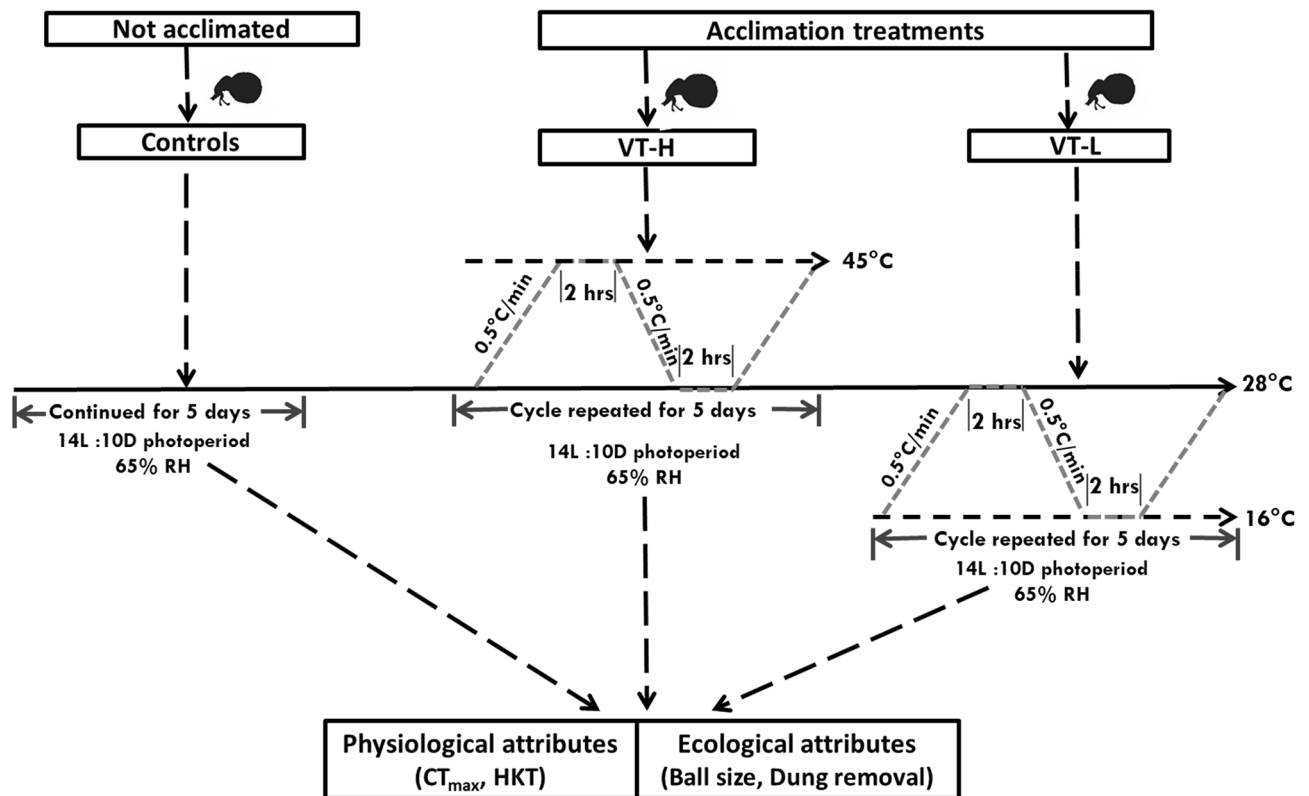 Not acclimated
Acclimation treatments
Controls
VT-H
VT-L
45°C
0.5°C/min
2 hrs
0.5°C/min
2 hrs
28°C
Continued for 5 days
14L :10D photoperiod
65% RH
Cycle repeated for 5 days
14L :10D photoperiod
65% RH
0.5°C/min
2 hrs
0.5°C/min
2 hrs
16°C
Cycle repeated for 5 days
14L :10D photoperiod
65% RH
Physiological attributes
(CTmax, HKT)
Ecological attributes
(Ball size, Dung removal)